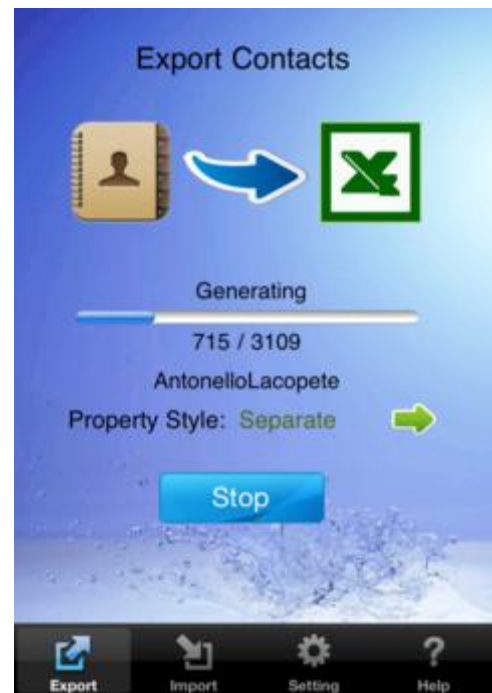 Export Contacts
Generating
715 / 3109
AntonelloLacopete
Property Style: Separate
Stop
Export Import Setting Help